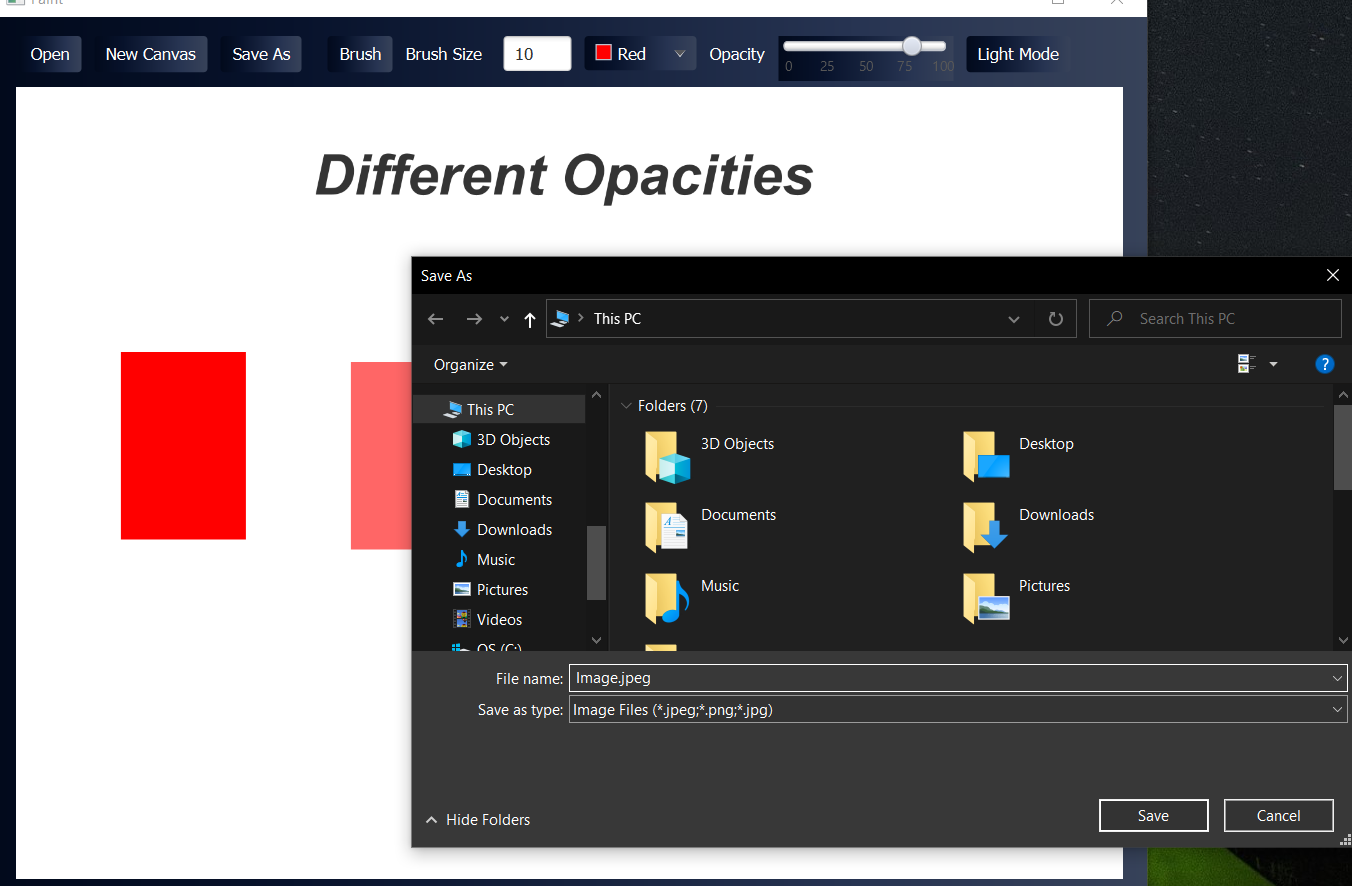 Paint
Open New Canvas Save As Brush Brush Size 10 Red Opacity 0 25 50 75 100 Light Mode
Different Opacities
Save As
This PC Search This PC
Organize
This PC
3D Objects
Desktop
Documents
Downloads
Music
Pictures
Videos
OS (C:)
Folders (7)
3D Objects Desktop
Documents Downloads
Music Pictures
File name: Image.jpeg
Save as type: Image Files (*.jpeg;*.png;*.jpg)
Hide Folders Save Cancel